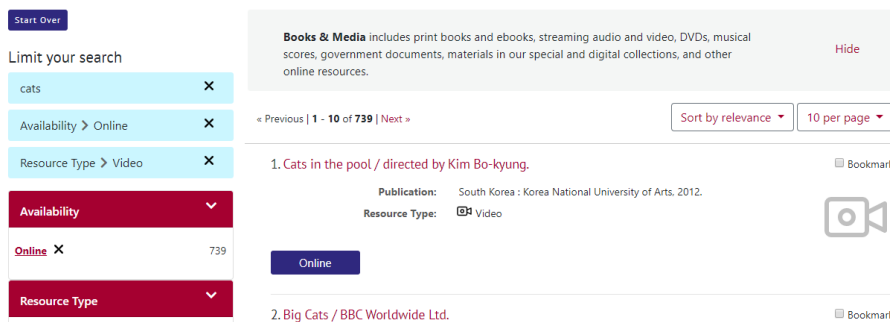 Start Over
Limit your search
cats
Availability > Online
Resource Type > Video
Availability
Online 739
Resource Type
Books & Media includes print books and ebooks, streaming audio and video, DVDs, musical
scores, government documents, materials in our special and digital collections, and other
online resources.
Hide
« Previous | 1 - 10 of 739 | Next »
Sort by relevance
10 per page
1. Cats in the pool / directed by Kim Bo-kyung.
Bookmark
Publication: South Korea : Korea National University of Arts, 2012.
Resource Type: Video
Online
2. Big Cats / BBC Worldwide Ltd.
Bookmark